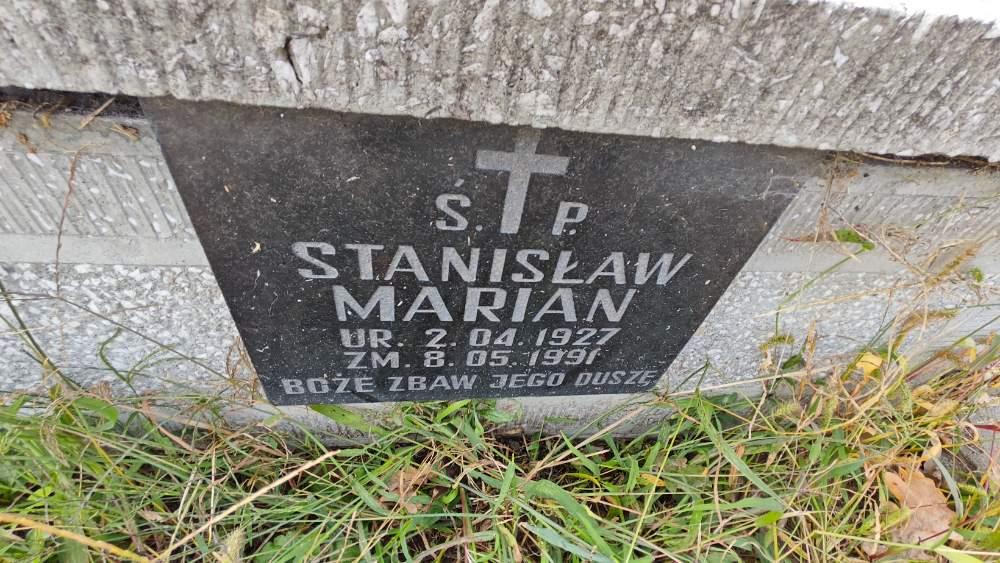 Ś. P.
STANISŁAW
MARIAN
UR. 2.04.1927
ZM. 8.05.1991
BOŻE ZBAW JEGO DUSZĘ